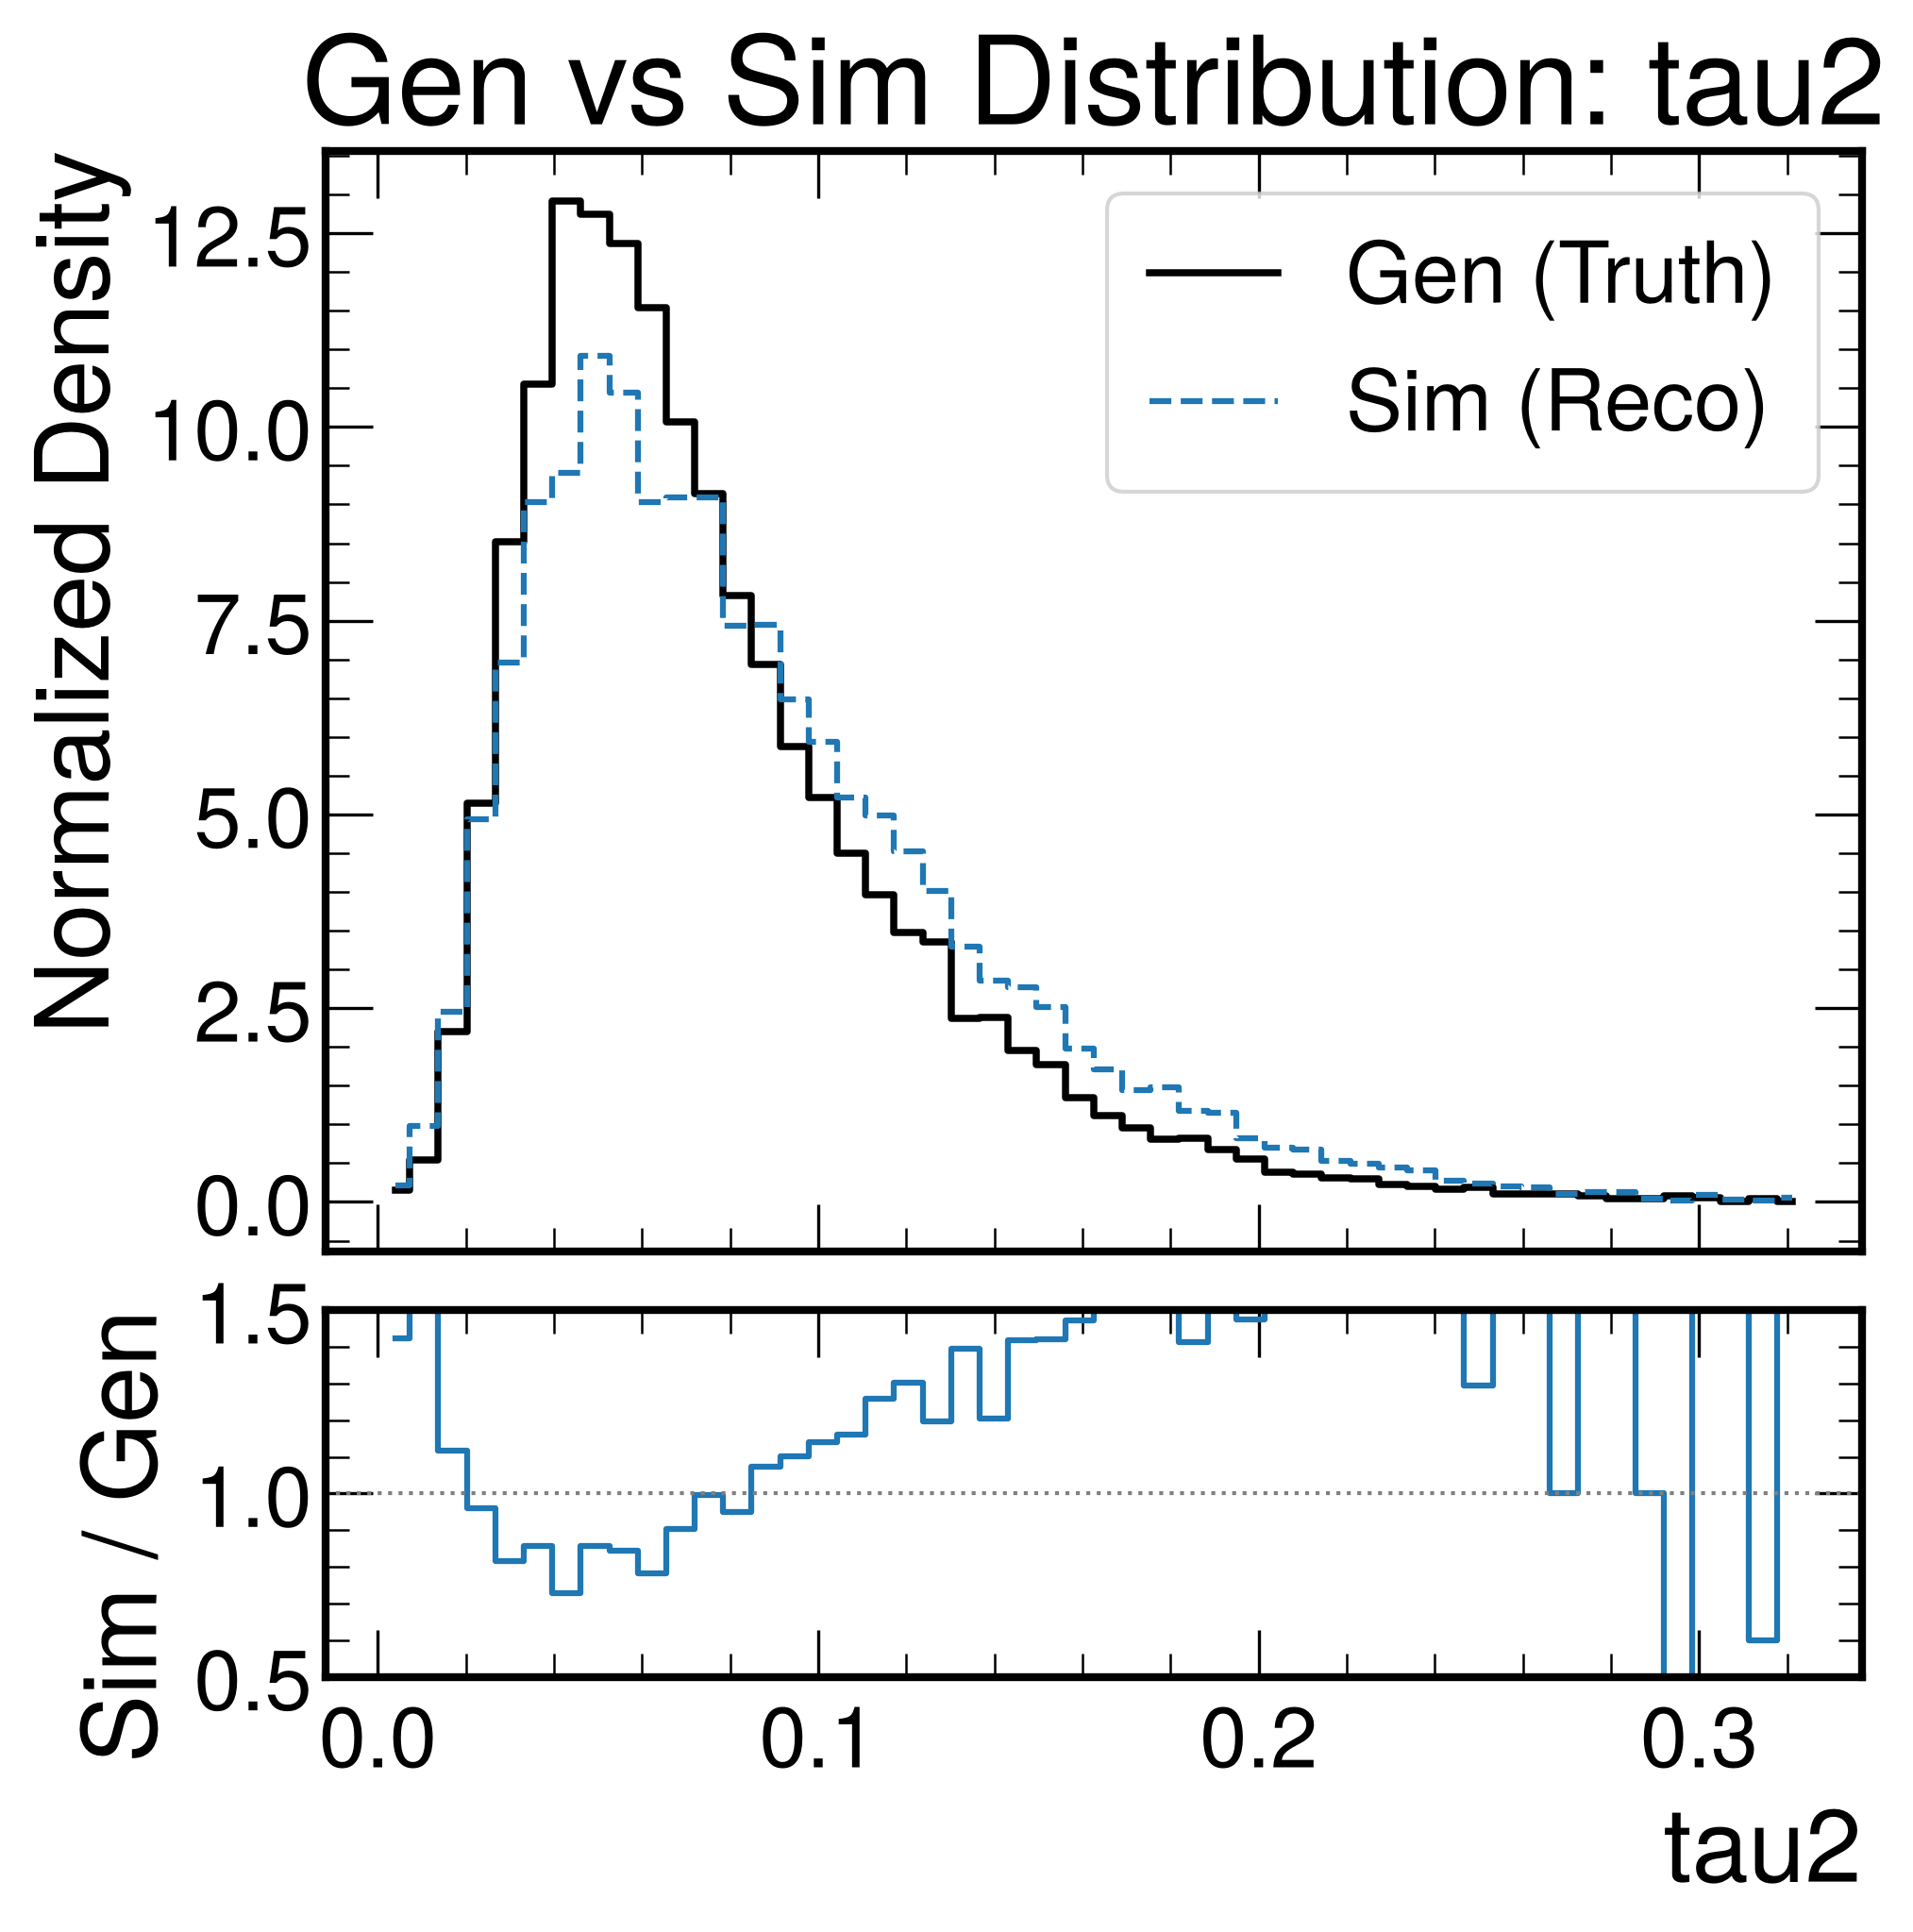 Gen vs Sim Distribution: tau2
Normalized Density
12.5
10.0
7.5
5.0
2.5
0.0
Gen (Truth)
Sim (Reco)
Sim / Gen
1.5
1.0
0.5
0.0 0.1 0.2 0.3
tau2